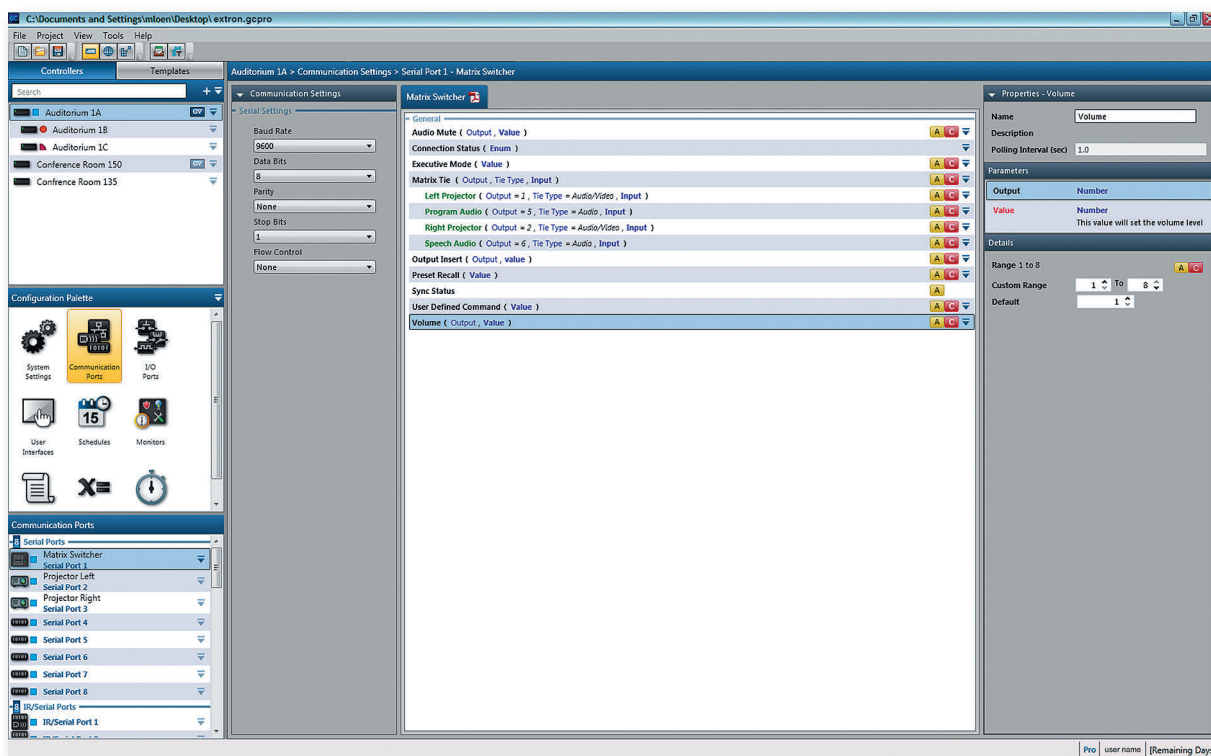 GC C:\Documents and Settings\mloen\Desktop\ extron.gcpro
File Project View Tools Help
Controllers Templates
Search
Auditorium 1A GV
Auditorium 1B
Auditorium 1C
Conference Room 150 GV
Confrence Room 135
Configuration Palette
System Settings
Communication Ports
I/O Ports
User Interfaces
15
Schedules
Monitors
X=
Communication Ports
8 Serial Ports
Matrix Switcher
Serial Port 1
Projector Left
Serial Port 2
Projector Right
Serial Port 3
Serial Port 4
Serial Port 5
Serial Port 6
Serial Port 7
Serial Port 8
8 IR/Serial Ports
IR/Serial Port 1
Auditorium 1A > Communication Settings > Serial Port 1 - Matrix Switcher
Communication Settings
Serial Settings
Baud Rate
9600
Data Bits
8
Parity
None
Stop Bits
1
Flow Control
None
Matrix Switcher
General
Audio Mute ( Output , Value ) A C
Connection Status ( Enum )
Executive Mode ( Value ) A C
Matrix Tie ( Output , Tie Type , Input ) A C
Left Projector ( Output = 1 , Tie Type = Audio/Video , Input ) A C
Program Audio ( Output = 5 , Tie Type = Audio , Input ) A C
Right Projector ( Output = 2 , Tie Type = Audio/Video , Input ) A C
Speech Audio ( Output = 6 , Tie Type = Audio , Input ) A C
Output Insert ( Output , value ) A C
Preset Recall ( Value ) A C
Sync Status A
User Defined Command ( Value ) A C
Volume ( Output , Value ) A C
Properties - Volume
Name Volume
Description
Polling Interval (sec) 1.0
Parameters
Output Number
Value Number
This value will set the volume level
Details
Range 1 to 8 A C
Custom Range 1 To 8
Default 1
Pro user name [Remaining Days